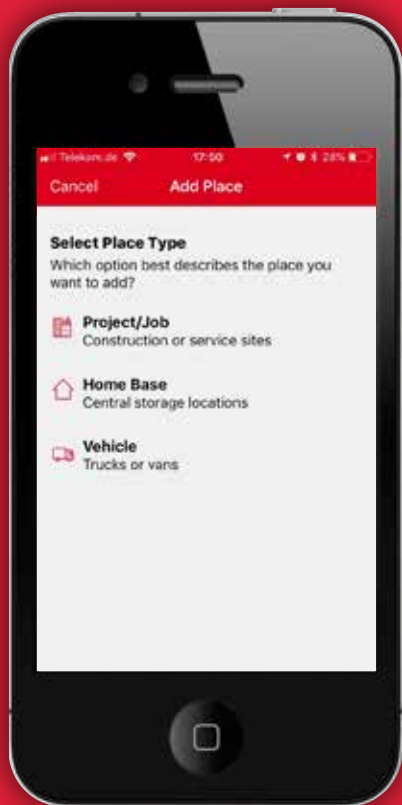 Telekom.de 17:50 28%
Cancel Add Place
Select Place Type
Which option best describes the place you
want to add?
Project/Job
Construction or service sites
Home Base
Central storage locations
Vehicle
Trucks or vans